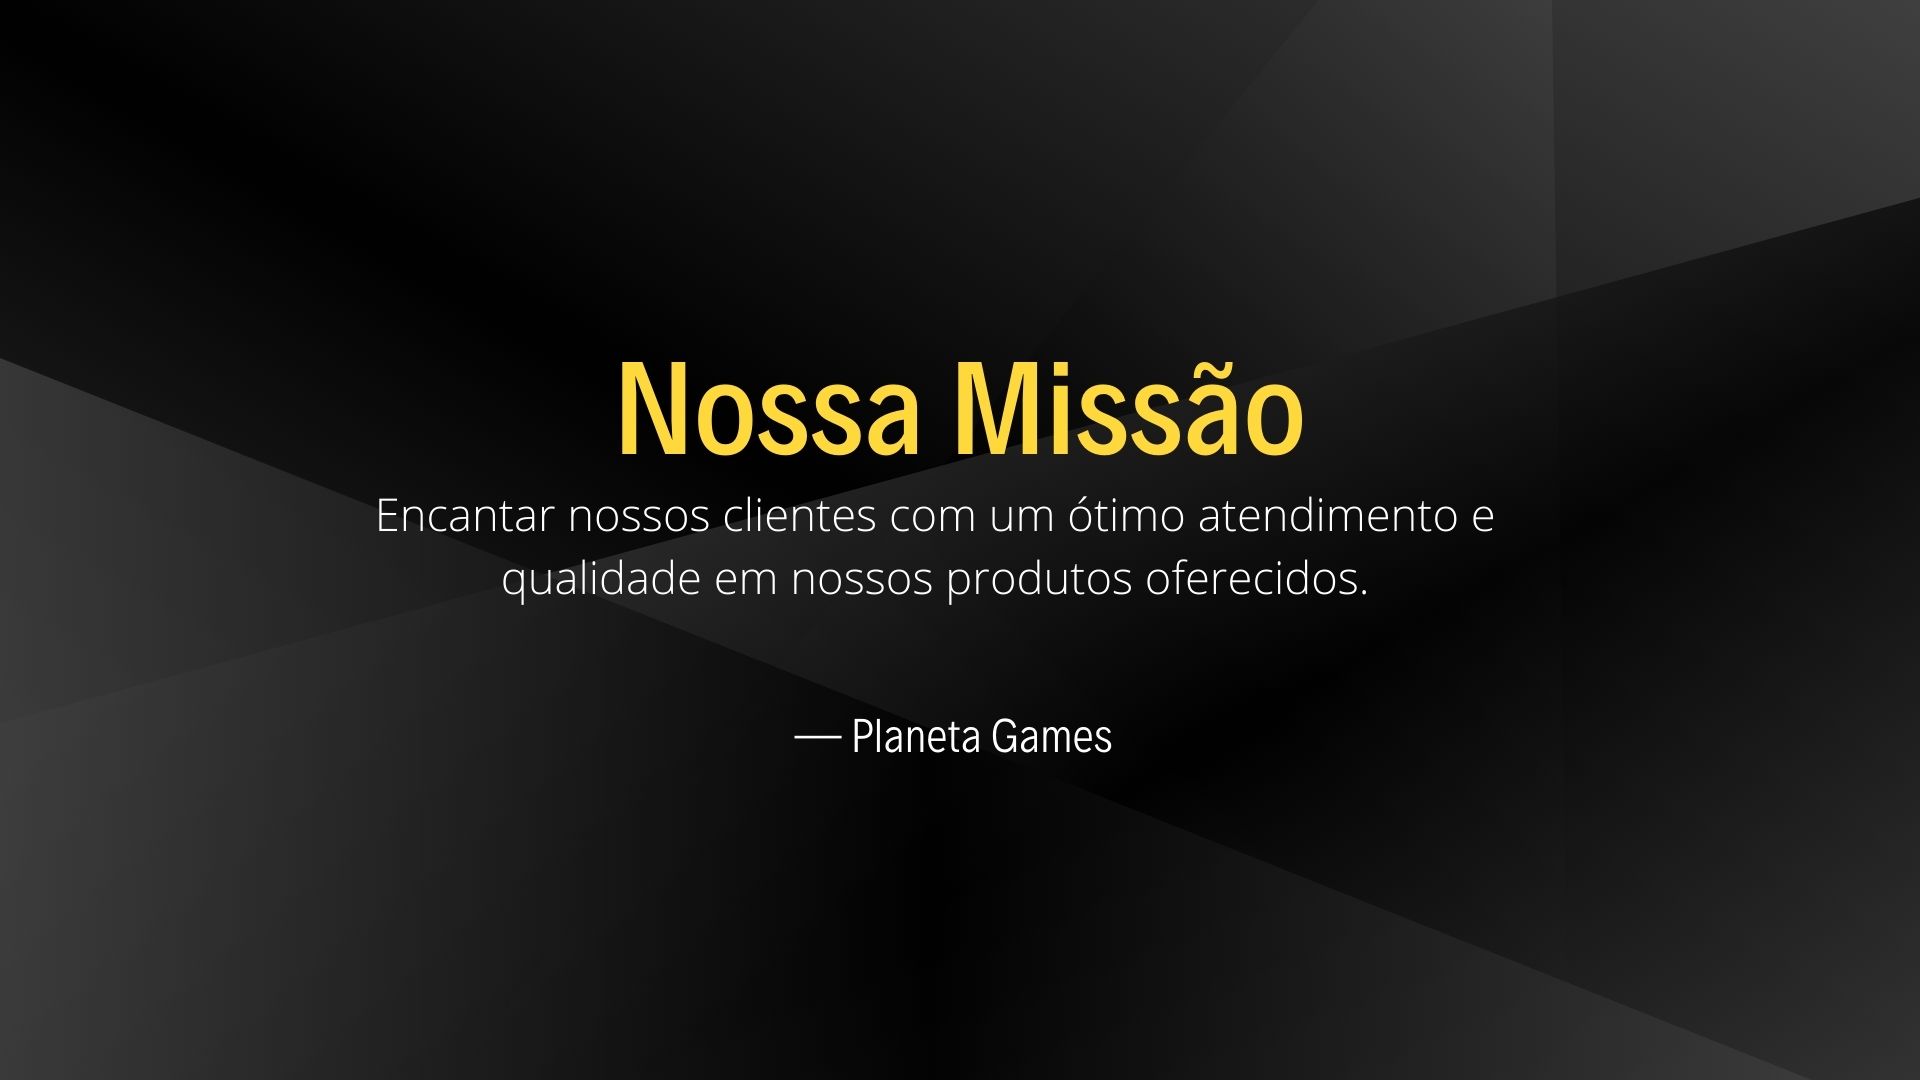 Nossa Missão
Encantar nossos clientes com um ótimo atendimento e
qualidade em nossos produtos oferecidos.
— Planeta Games